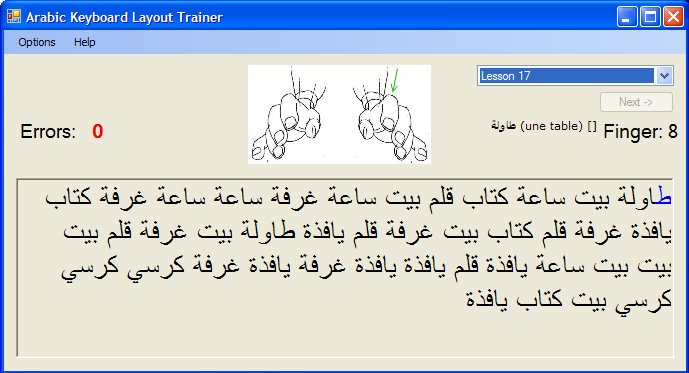 Arabic Keyboard Layout Trainer
Options Help
Lesson 17
Next ->
Errors: 0
طاولة (une table) []
Finger: 8
طاولة بيت ساعة كتاب قلم بيت ساعة غرفة ساعة ساعة غرفة كتاب
يافذة غرفة قلم كتاب بيت غرفة قلم يافذة طاولة بيت غرفة قلم بيت
بيت بيت ساعة يافذة قلم يافذة يافذة غرفة يافذة غرفة كرسي كرسي
كرسي بيت كتاب يافذة